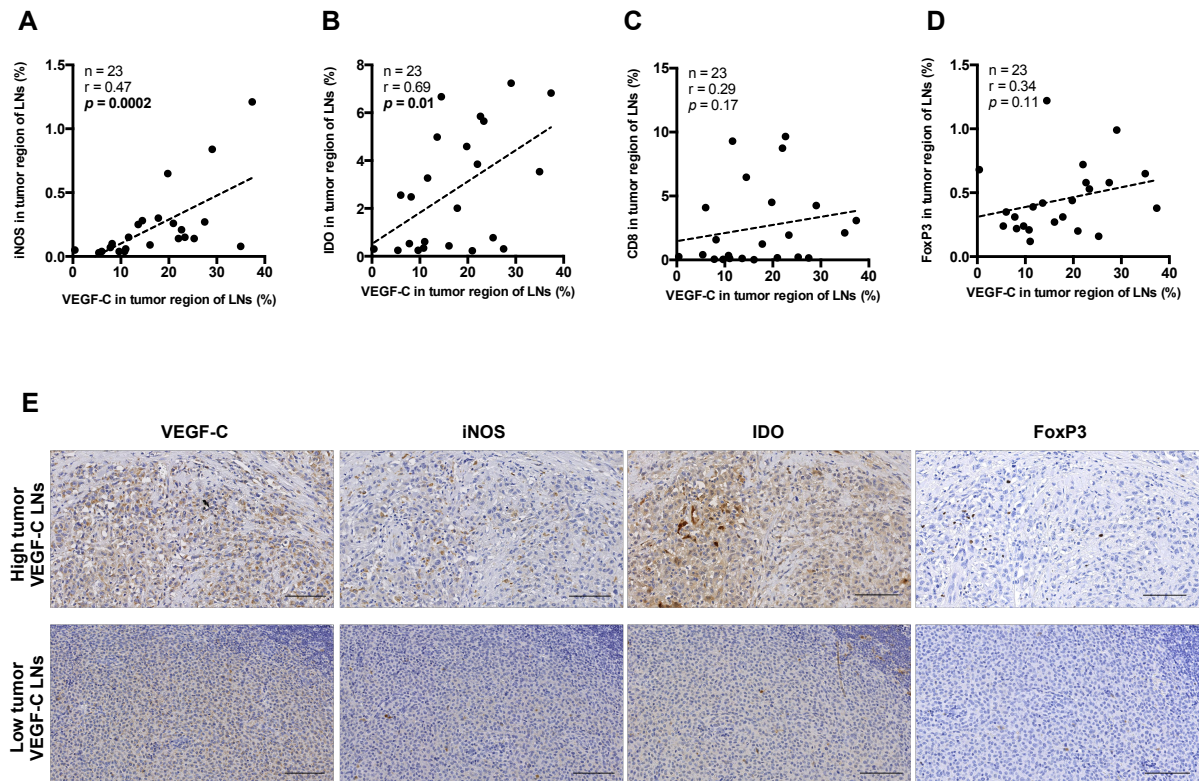 A
n = 23
r = 0.47
p = 0.0002
iNOS in tumor region of LNs (%)
1.5
1.0
0.5
0.0
0 10 20 30 40
VEGF-C in tumor region of LNs (%)
B
n = 23
r = 0.69
p = 0.01
IDO in tumor region of LNs (%)
8
6
4
2
0
0 10 20 30 40
VEGF-C in tumor region of LNs (%)
C
n = 23
r = 0.29
p = 0.17
CD8 in tumor region of LNs (%)
15
10
5
0
0 10 20 30 40
VEGF-C in tumor region of LNs (%)
D
n = 23
r = 0.34
p = 0.11
FoxP3 in tumor region of LNs (%)
1.5
1.0
0.5
0.0
0 10 20 30 40
VEGF-C in tumor region of LNs (%)
E
VEGF-C iNOS IDO FoxP3
High tumor
VEGF-C LNs
Low tumor
VEGF-C LNs